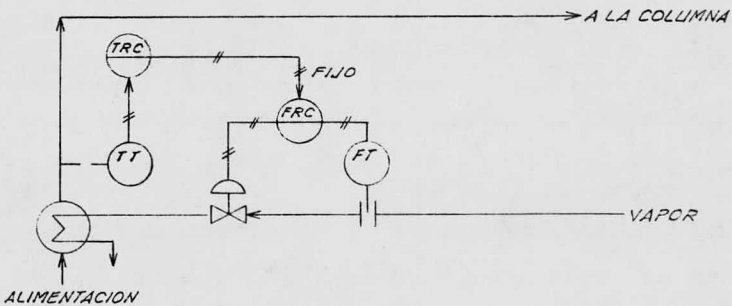 A LA COLUMNA
TRC
FIJO
FRC
TT
FT
VAPOR
ALIMENTACION